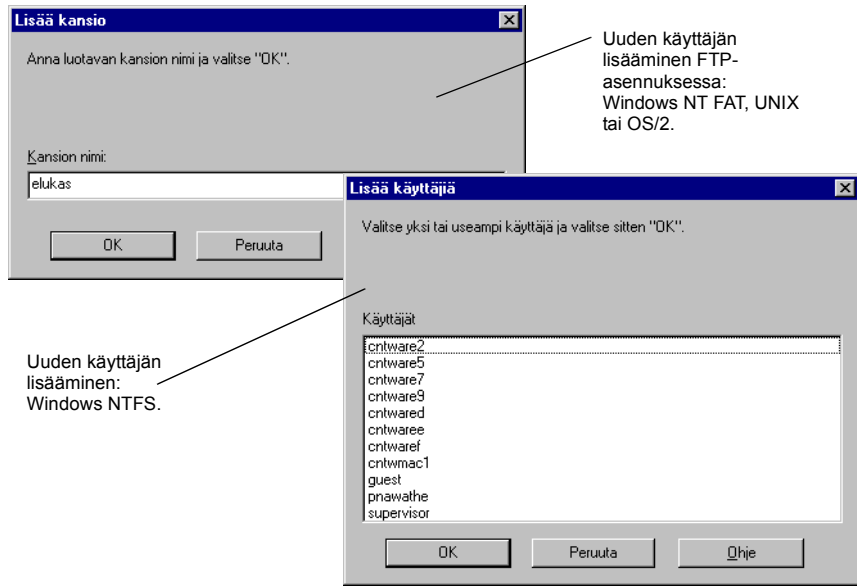 Lisää kansio
Anna luotavan kansion nimi ja valitse "OK".
Kansion nimi:
elukas
OK
Peruuta
Uuden käyttäjän
lisääminen FTP-
asennuksessa:
Windows NT FAT, UNIX
tai OS/2.
Lisää käyttäjiä
Valitse yksi tai useampi käyttäjä ja valitse sitten "OK".
Käyttäjät
cntware2
cntware5
cntware7
cntware9
cntwared
cntwaree
cntwaref
cntwmac1
guest
pnawathe
supervisor
OK
Peruuta
Ohje
Uuden käyttäjän
lisääminen:
Windows NTFS.